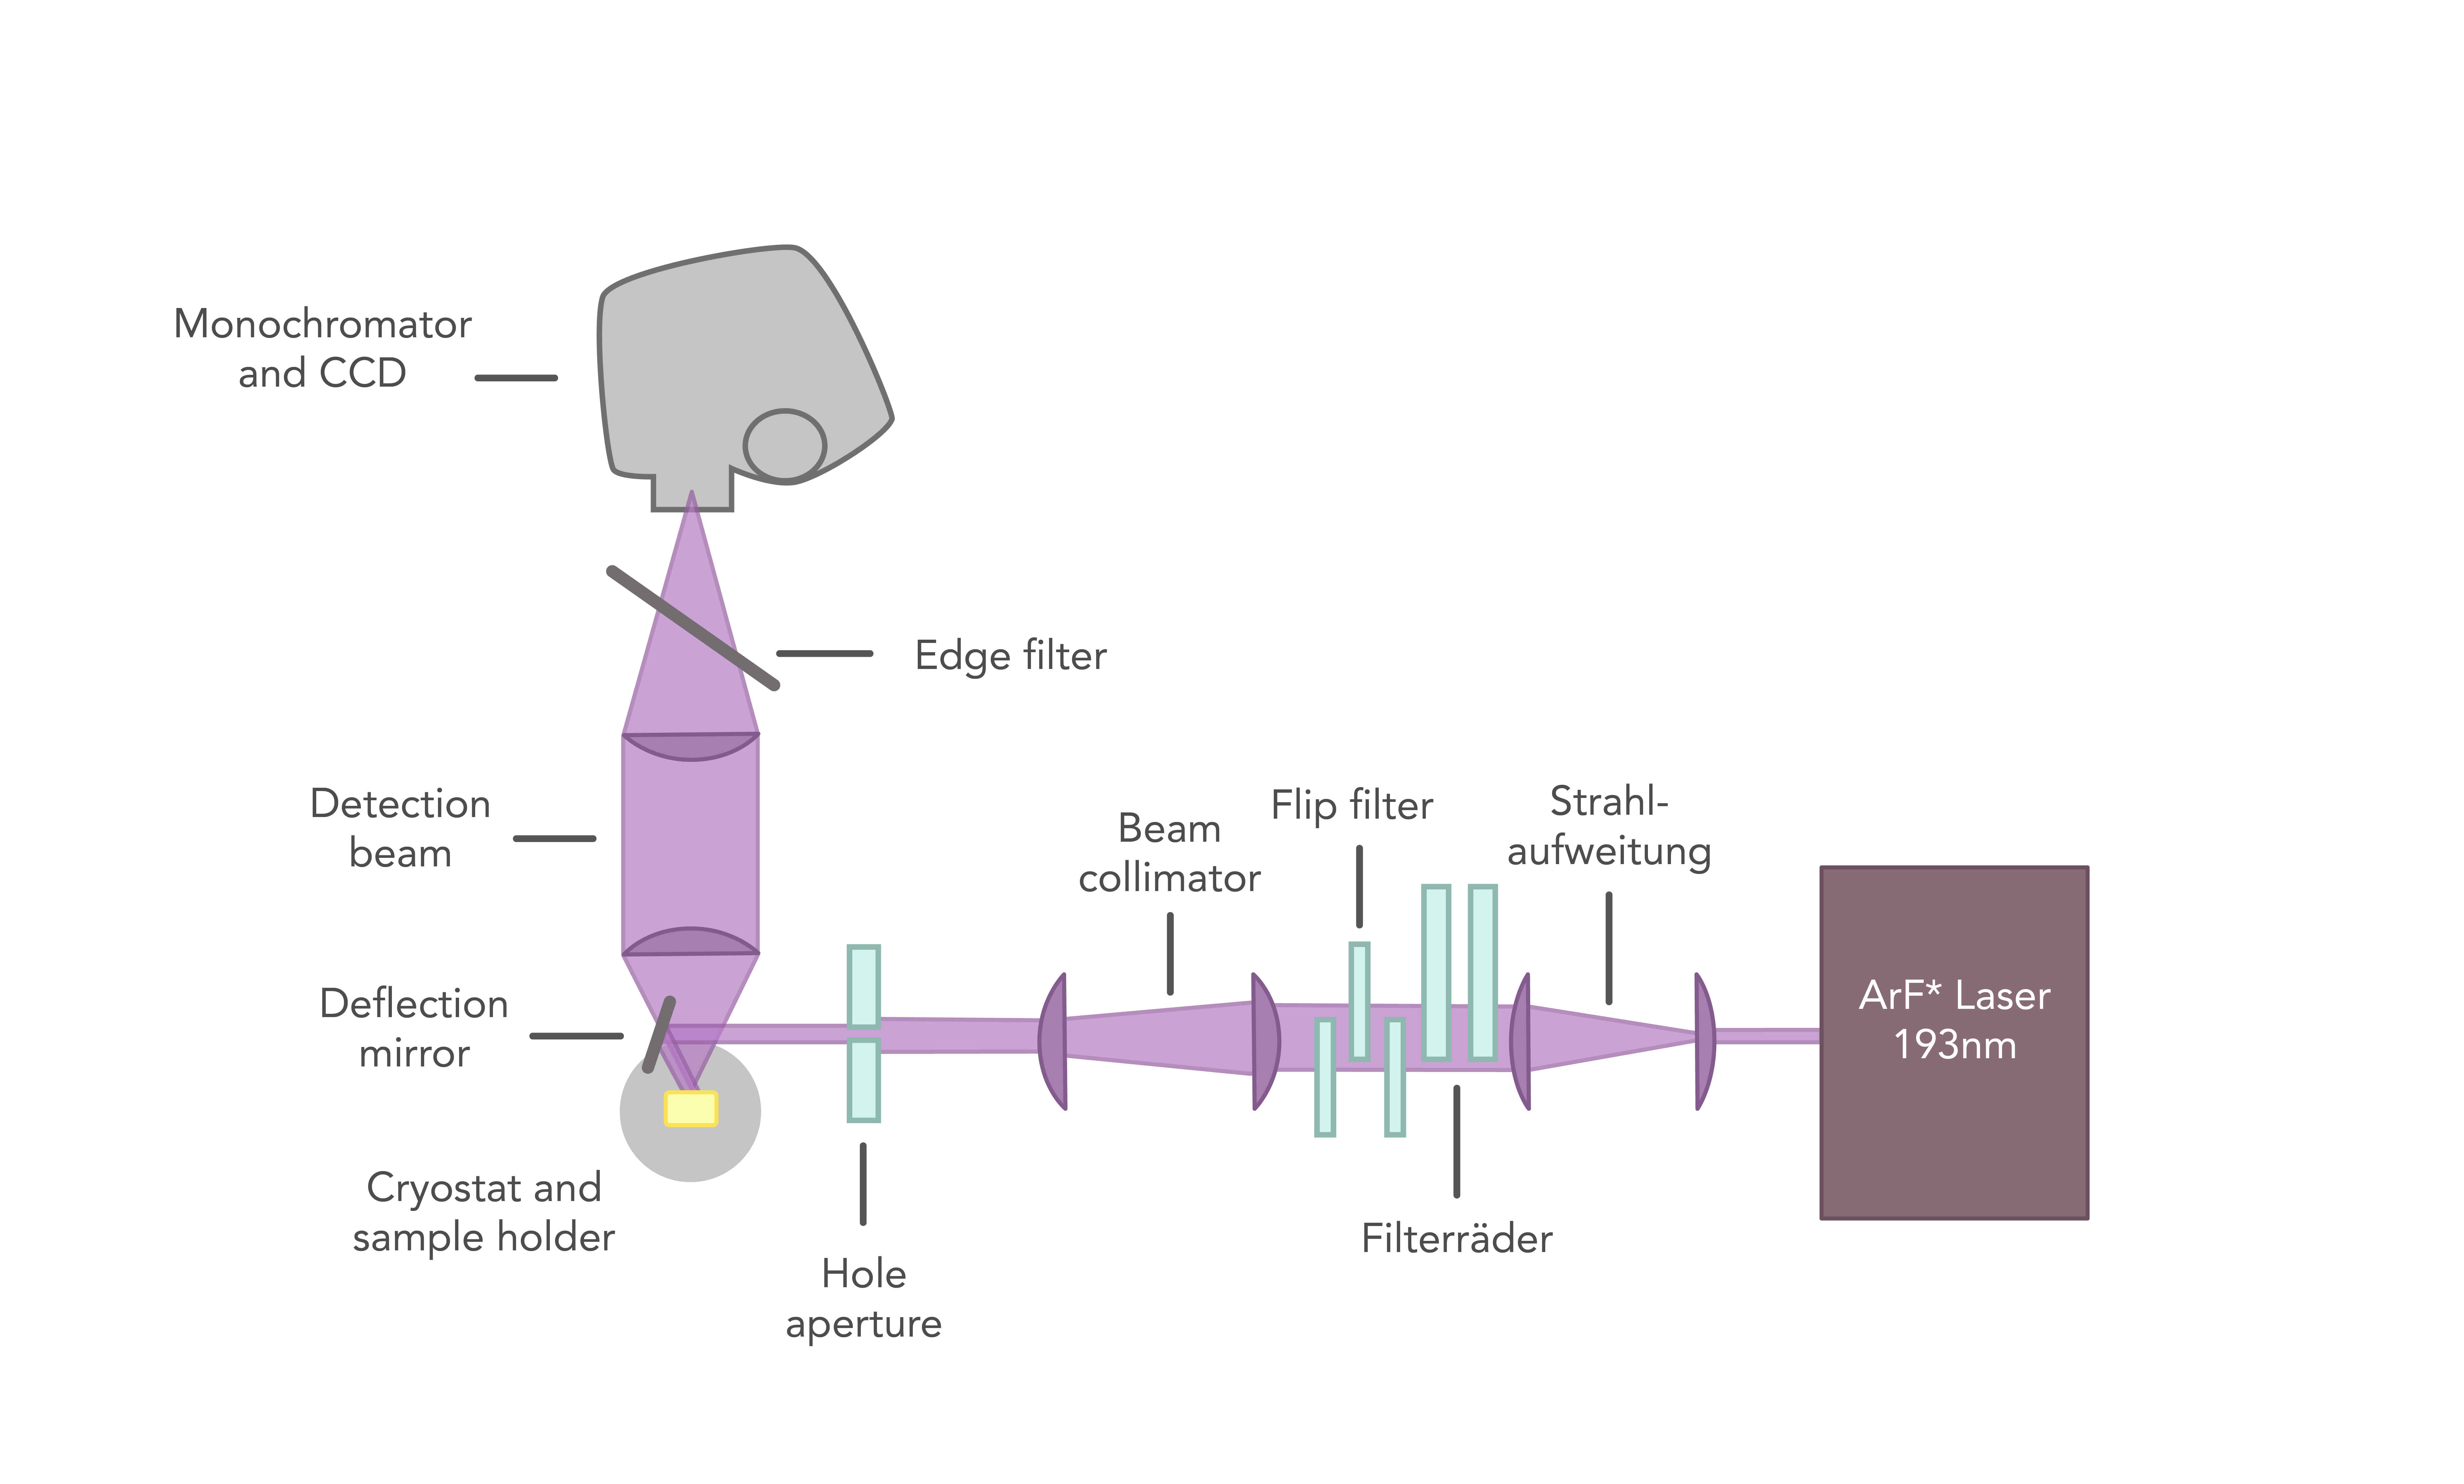 Monochromator
and CCD
Edge filter
Detection
beam
Beam
collimator
Flip filter
Strahl-
aufweitung
Deflection
mirror
ArF* Laser
193nm
Cryostat and
sample holder
Hole
aperture
Filterräder